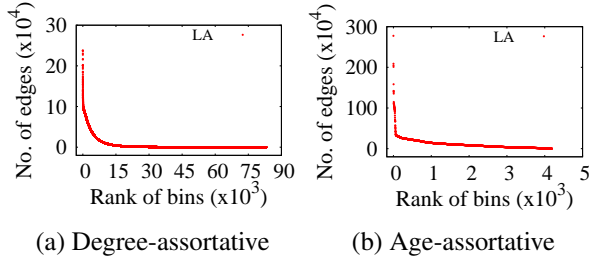 No. of edges (x10^4)
30
20
10
0
LA
0 15 30 45 60 75 90
Rank of bins (x10^3)
(a) Degree-assortative
No. of edges (x10^4)
300
200
100
0
LA
0 1 2 3 4 5
Rank of bins (x10^3)
(b) Age-assortative